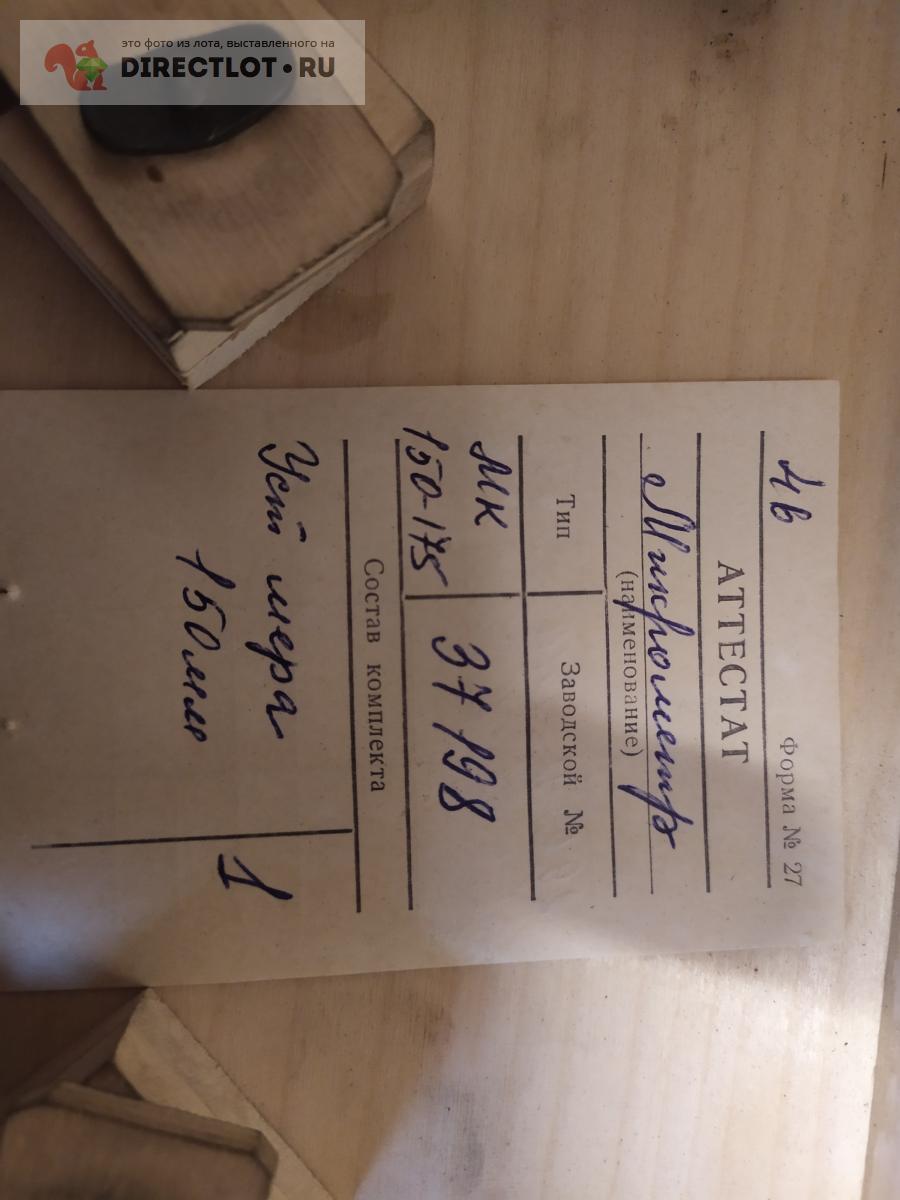 это фото из лота, выставленного на
DIRECTLOT•RU
Форма № 27
АТТЕСТАТ
Микрометр
(наименование)
Тип Заводской №
МК 37198
150-175
Состав комплекта
Уст мера 1
150мм